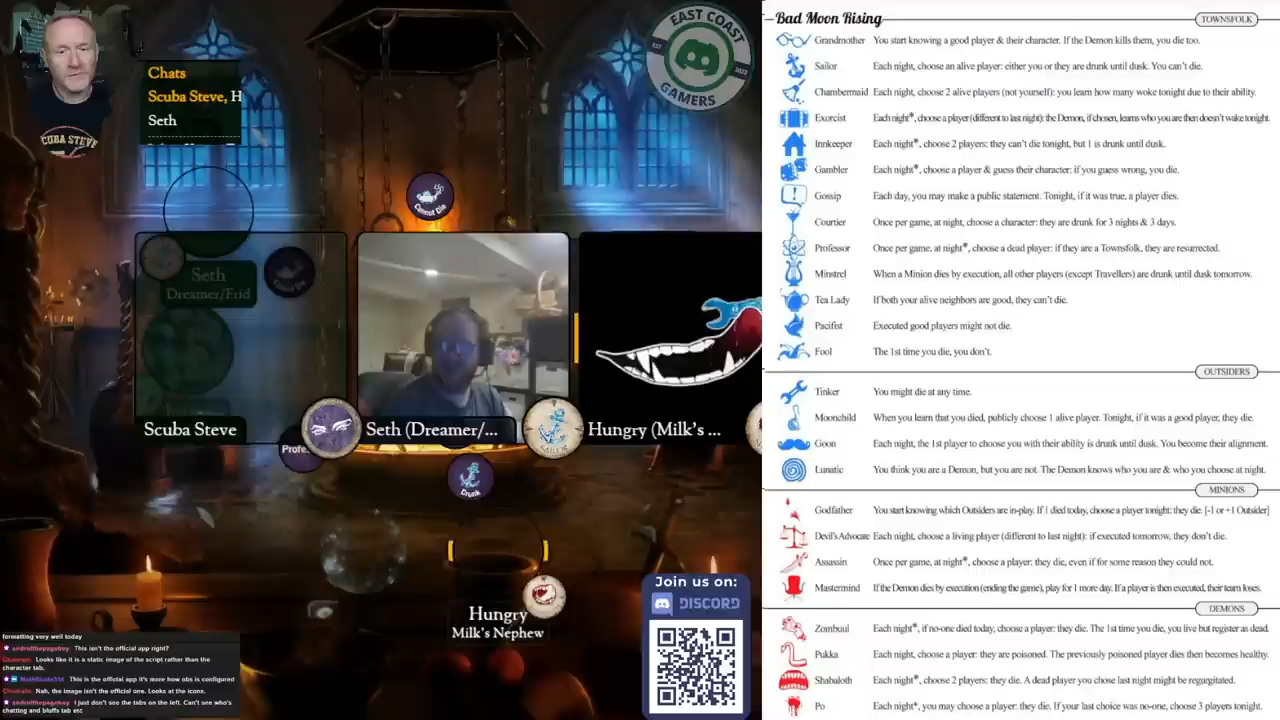 EAST COAST
GAMERS
EST
2023
CUBA STEVE
Chats
Scuba Steve, H
Seth
Cannot Die
Seth
Dreamer/Frid
Scuba Steve
Seth (Dreamer/...
SAILOR
Hungry (Milk's ...
Profe
Drunk
Hungry
Milk's Nephew
Join us on:
DISCORD
formatting very well today
This isn't the official app right?
Looks like it is a static image of the script rather than the
character tab.
This is the official app it's more how obs is configured
Nah, the image isn't the official one. Looks at the icons.
I just don't see the tabs on the left. Can't see who's
chatting and bluffs tab etc
Bad Moon Rising
TOWNSFOLK
Grandmother You start knowing a good player & their character. If the Demon kills them, you die too.
Sailor Each night, choose an alive player: either you or they are drunk until dusk. You can't die.
Chambermaid Each night, choose 2 alive players (not yourself): you learn how many woke tonight due to their ability.
Exorcist Each night*, choose a player (different to last night): the Demon, if chosen, learns who you are then doesn't wake tonight.
Innkeeper Each night*, choose 2 players: they can't die tonight, but 1 is drunk until dusk.
Gambler Each night*, choose a player & guess their character: if you guess wrong, you die.
Gossip Each day, you may make a public statement. Tonight, if it was true, a player dies.
Courtier Once per game, at night, choose a character: they are drunk for 3 nights & 3 days.
Professor Once per game, at night*, choose a dead player: if they are a Townsfolk, they are resurrected.
Minstrel When a Minion dies by execution, all other players (except Travellers) are drunk until dusk tomorrow.
Tea Lady If both your alive neighbors are good, they can't die.
Pacifist Executed good players might not die.
Fool The 1st time you die, you don't.
OUTSIDERS
Tinker You might die at any time.
Moonchild When you learn that you died, publicly choose 1 alive player. Tonight, if it was a good player, they die.
Goon Each night, the 1st player to choose you with their ability is drunk until dusk. You become their alignment.
Lunatic You think you are a Demon, but you are not. The Demon knows who you are & who you choose at night.
MINIONS
Godfather You start knowing which Outsiders are in-play. If 1 died today, choose a player tonight: they die. [-1 or +1 Outsider]
Devil's Advocate Each night, choose a living player (different to last night): if executed tomorrow, they don't die.
Assassin Once per game, at night*, choose a player: they die, even if for some reason they could not.
Mastermind If the Demon dies by execution (ending the game), play for 1 more day. If a player is then executed, their team loses.
DEMONS
Zombuul Each night*, if no-one died today, choose a player: they die. The 1st time you die, you live but register as dead.
Pukka Each night, choose a player: they are poisoned. The previously poisoned player dies then becomes healthy.
Shabaloth Each night*, choose 2 players: they die. A dead player you chose last night might be regurgitated.
Po Each night*, you may choose a player: they die. If your last choice was no-one, choose 3 players tonight.